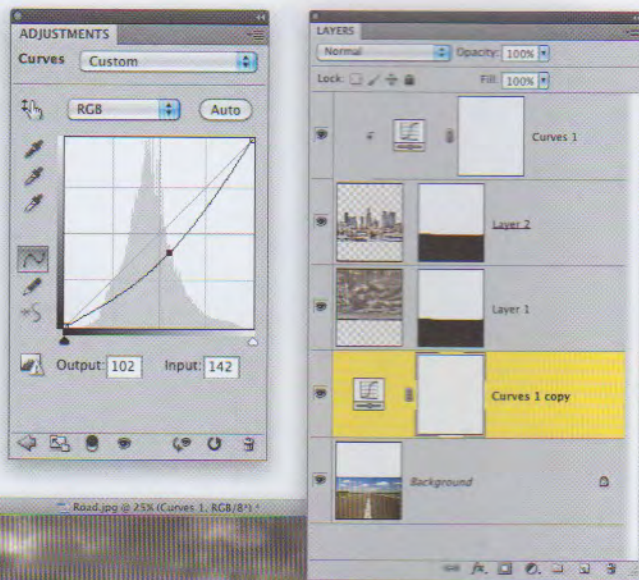 ADJUSTMENTS
Curves Custom
RGB Auto
Output: 102 Input: 142
Road.jpg @ 25% (Curves 1, RGB/8*) *
LAYERS
Normal Opacity: 100%
Lock: Fill: 100%
Curves 1
Layer 2
Layer 1
Curves 1 copy
Background
fx.